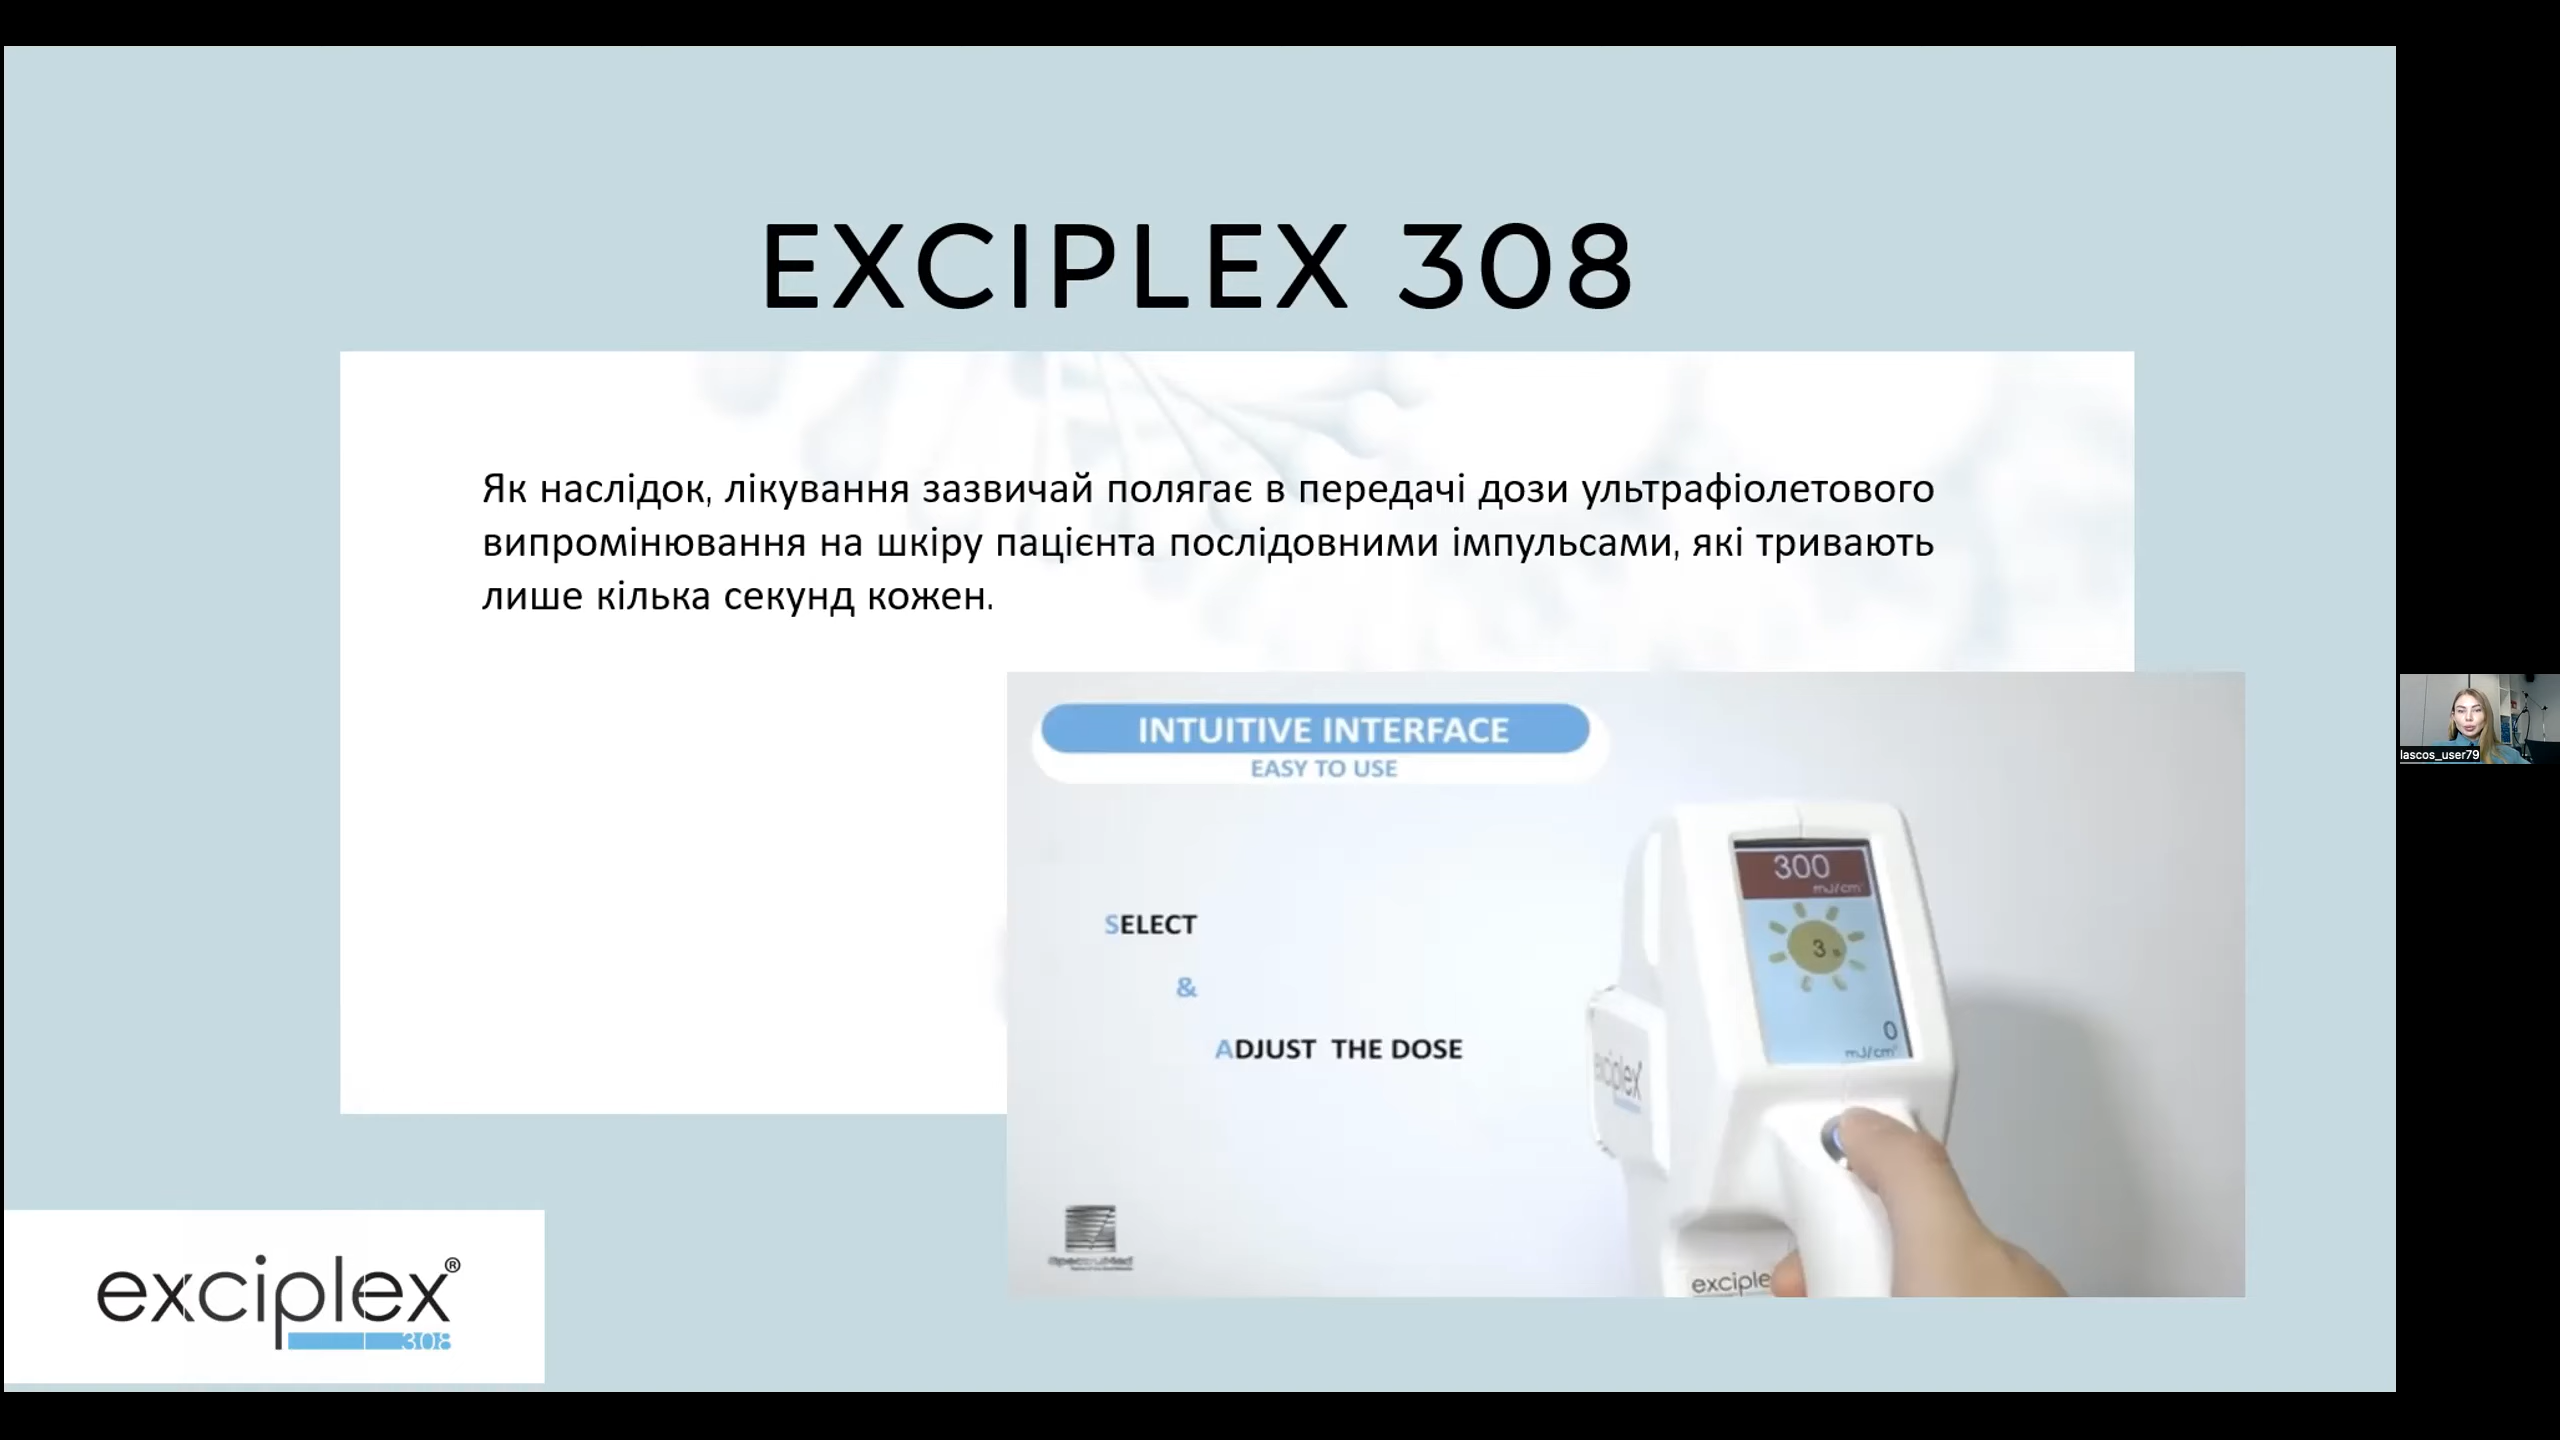 EXCIPLEX 308
Як наслідок, лікування зазвичай полягає в передачі дози ультрафіолетового
випромінювання на шкіру пацієнта послідовними імпульсами, які тривають
лише кілька секунд кожен.
INTUITIVE INTERFACE
EASY TO USE
SELECT
&
ADJUST THE DOSE
300
mJ/cm²
3
0
mJ/cm²
exciplex
exciple
exciplex®
308
lascos_user79